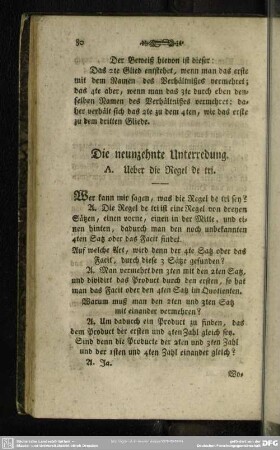 80
Der Beweiß hievon ist dieser:
Das 2te Glied entstehet, wenn man das erste
mit dem Namen des Verhältnißes vermehret;
das 4te aber, wenn man das 3te durch eben den-
selben Namen des Verhältnißes vermehret: da-
her verhält sich das 2te zu dem 4ten, wie das erste
zu dem dritten Gliede.
Die neunzehnte Unterredung.
A. Ueber die Regel de tri.
Wer kann mir sagen, was die Regel de tri sey?
A. Die Regel de tri ist eine Regel von dreyen
Sätzen, einen vorne, einen in der Mitte, und ei-
nen hinten, dadurch man den noch unbekannten
4ten Satz oder das Facit findet.
Auf welche Art, wird denn der 4te Satz oder das
Facit, durch diese 3 Sätze gefunden?
A. Man vermehret den 3ten mit den 2ten Satz,
und dividirt das Product durch den ersten, so hat
man das Facit oder den 4ten Satz im Quotienten.
Warum muß man den 2ten und 3ten Satz
mit einander vermehren?
A. Um dadurch ein Product zu finden, das
dem Product der ersten und 4ten Zahl gleich sey.
Sind denn die Producte der 2ten und 3ten Zahl
und der 1sten und 4ten Zahl einander gleich?
A. Ja.
Wo-